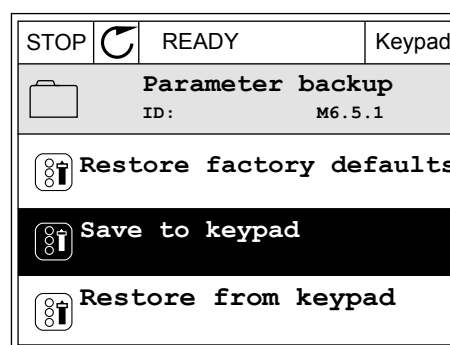 STOP READY Keypad
Parameter backup
ID: M6.5.1
Restore factory defaults
Save to keypad
Restore from keypad